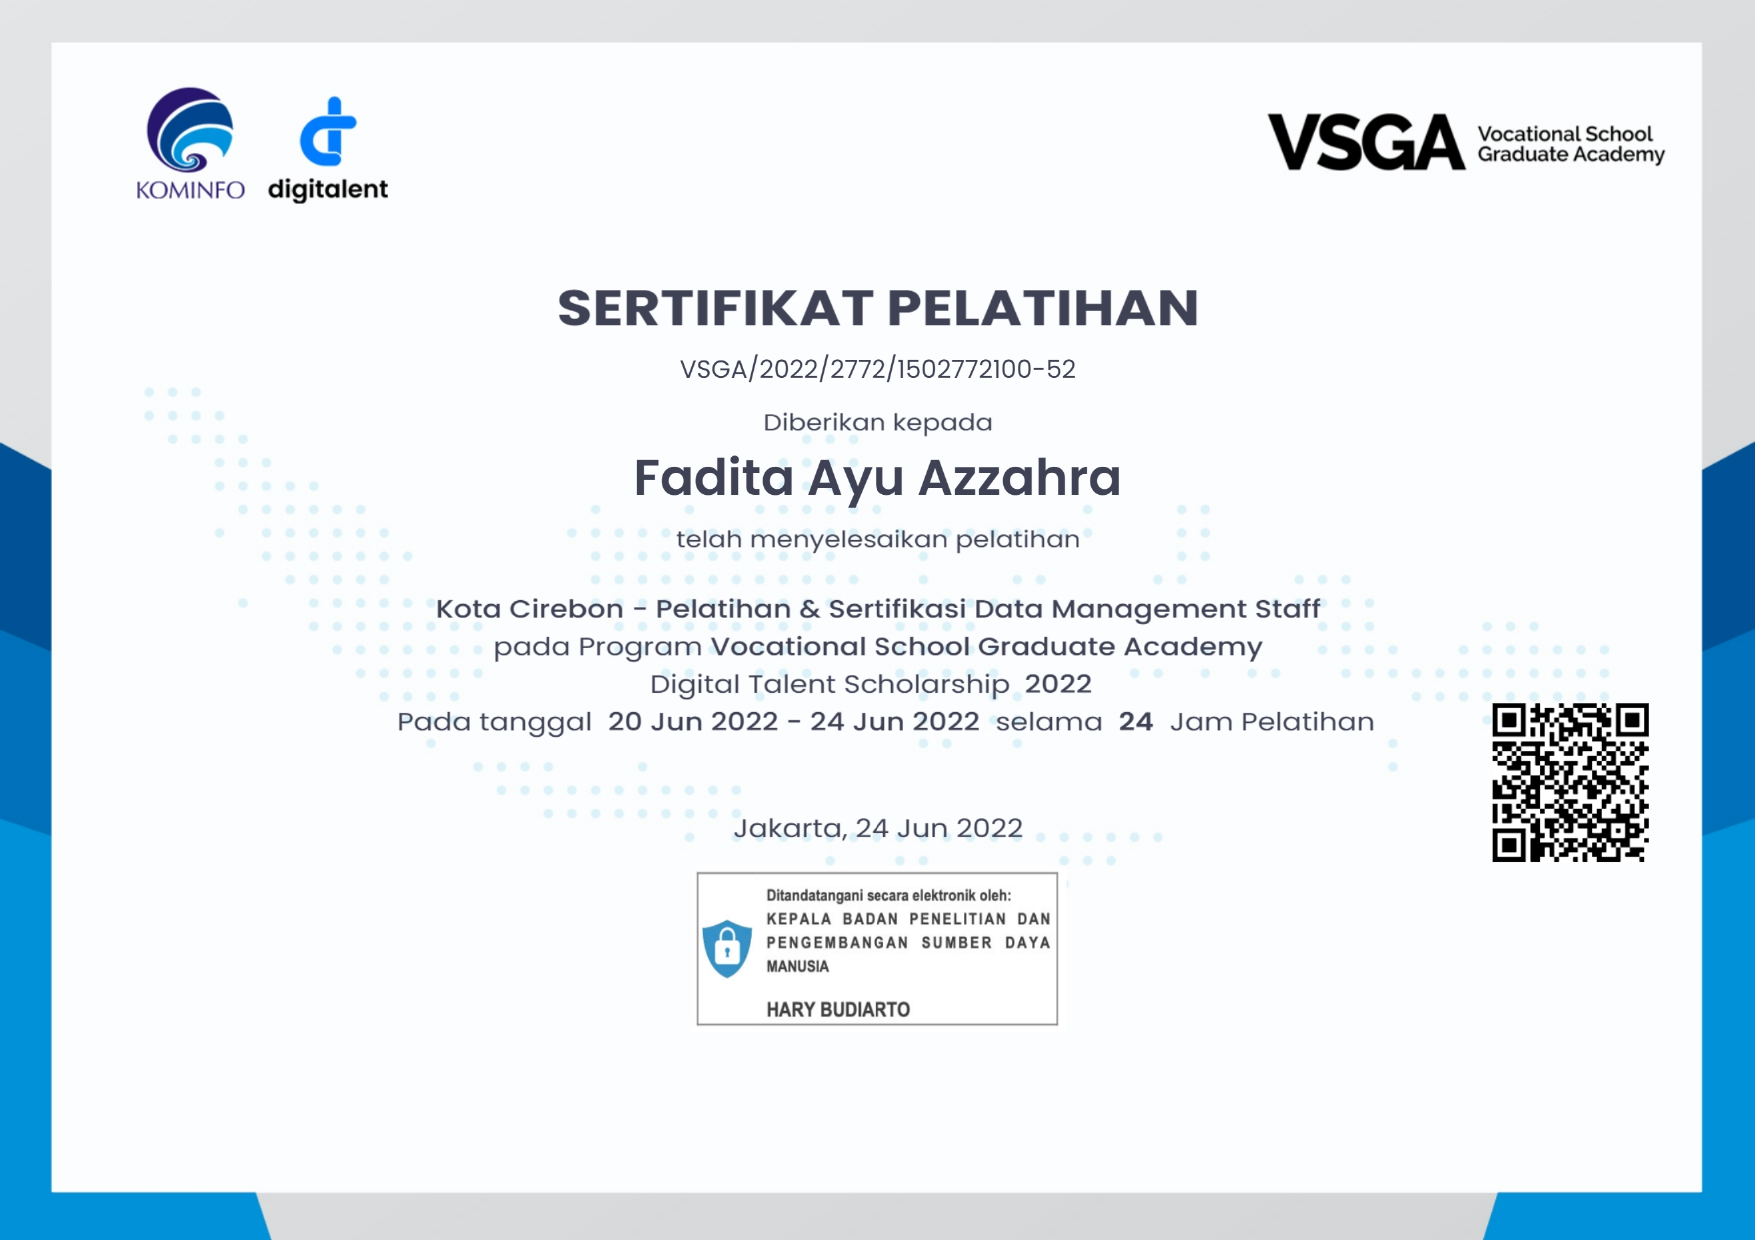 KOMINFO
digitalent
VSGA Vocational School
Graduate Academy
SERTIFIKAT PELATIHAN
VSGA/2022/2772/1502772100-52
Diberikan kepada
Fadita Ayu Azzahra
telah menyelesaikan pelatihan
Kota Cirebon - Pelatihan & Sertifikasi Data Management Staff
pada Program Vocational School Graduate Academy
Digital Talent Scholarship 2022
Pada tanggal 20 Jun 2022 - 24 Jun 2022 selama 24 Jam Pelatihan
Jakarta, 24 Jun 2022
Ditandatangani secara elektronik oleh:
KEPALA BADAN PENELITIAN DAN
PENGEMBANGAN SUMBER DAYA
MANUSIA
HARY BUDIARTO